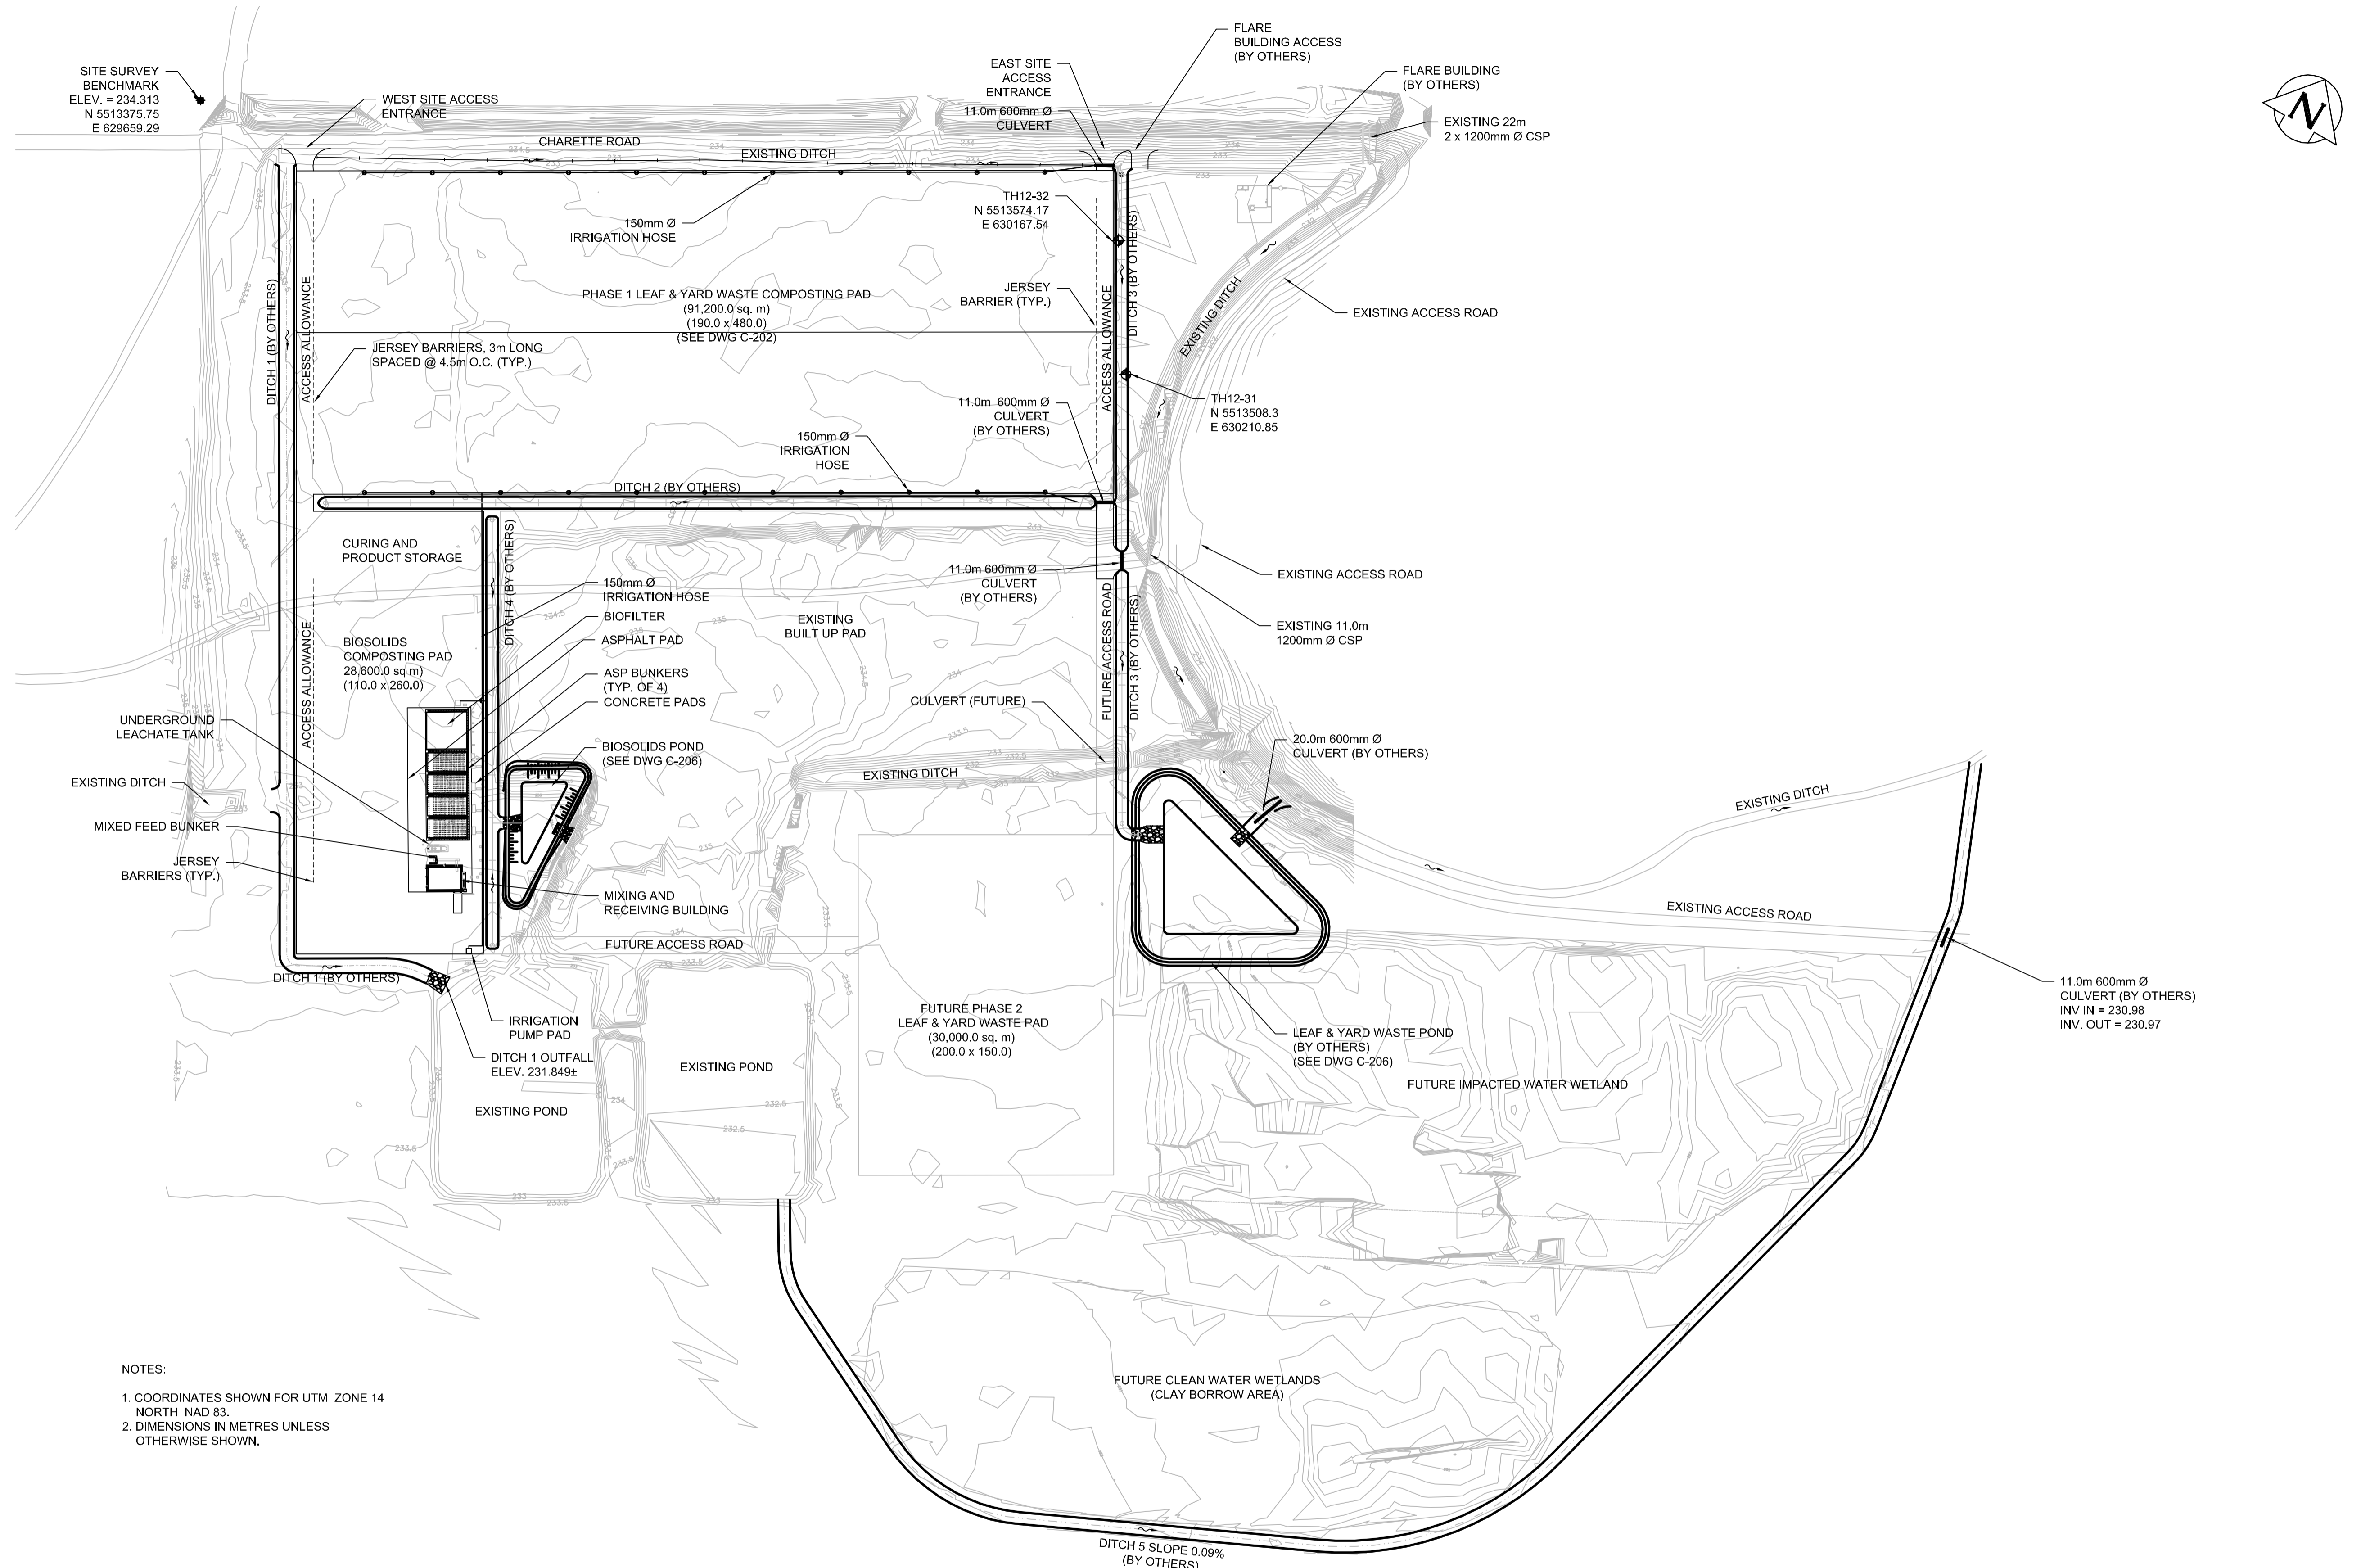 SITE SURVEY
BENCHMARK
ELEV. = 234.313
N 5513375.75
E 629659.29
WEST SITE ACCESS
ENTRANCE
CHARETTE ROAD
EXISTING DITCH
EAST SITE
ACCESS
ENTRANCE
11.0m 600mm Ø
CULVERT
FLARE
BUILDING ACCESS
(BY OTHERS)
FLARE BUILDING
(BY OTHERS)
EXISTING 22m
2 x 1200mm Ø CSP
N
150mm Ø
IRRIGATION HOSE
TH12-32
N 5513574.17
E 630167.54
DITCH 1 (BY OTHERS)
ACCESS ALLOWANCE
PHASE 1 LEAF & YARD WASTE COMPOSTING PAD
(91,200.0 sq. m)
(190.0 x 480.0)
(SEE DWG C-202)
JERSEY
BARRIER (TYP.)
ACCESS ALLOWANCE
DITCH 3 (BY OTHERS)
EXISTING DITCH
EXISTING ACCESS ROAD
JERSEY BARRIERS, 3m LONG
SPACED @ 4.5m O.C. (TYP.)
TH12-31
N 5513508.3
E 630210.85
11.0m 600mm Ø
CULVERT
(BY OTHERS)
150mm Ø
IRRIGATION
HOSE
DITCH 2 (BY OTHERS)
CURING AND
PRODUCT STORAGE
DITCH 4 (BY OTHERS)
150mm Ø
IRRIGATION HOSE
BIOFILTER
ASPHALT PAD
ASP BUNKERS
(TYP. OF 4)
CONCRETE PADS
EXISTING
BUILT UP PAD
11.0m 600mm Ø
CULVERT
(BY OTHERS)
EXISTING ACCESS ROAD
EXISTING 11.0m
1200mm Ø CSP
FUTURE ACCESS ROAD
DITCH 3 (BY OTHERS)
ACCESS ALLOWANCE
BIOSOLIDS
COMPOSTING PAD
28,600.0 sq m)
(110.0 x 260.0)
UNDERGROUND
LEACHATE TANK
EXISTING DITCH
MIXED FEED BUNKER
JERSEY
BARRIERS (TYP.)
BIOSOLIDS POND
(SEE DWG C-206)
CULVERT (FUTURE)
EXISTING DITCH
20.0m 600mm Ø
CULVERT (BY OTHERS)
EXISTING DITCH
MIXING AND
RECEIVING BUILDING
FUTURE ACCESS ROAD
EXISTING ACCESS ROAD
DITCH 1 (BY OTHERS)
IRRIGATION
PUMP PAD
DITCH 1 OUTFALL
ELEV. 231.849±
EXISTING POND
EXISTING POND
FUTURE PHASE 2
LEAF & YARD WASTE PAD
(30,000.0 sq. m)
(200.0 x 150.0)
LEAF & YARD WASTE POND
(BY OTHERS)
(SEE DWG C-206)
FUTURE IMPACTED WATER WETLAND
11.0m 600mm Ø
CULVERT (BY OTHERS)
INV IN = 230.98
INV. OUT = 230.97
FUTURE CLEAN WATER WETLANDS
(CLAY BORROW AREA)
DITCH 5 SLOPE 0.09%
(BY OTHERS)
NOTES:
1. COORDINATES SHOWN FOR UTM ZONE 14
NORTH NAD 83.
2. DIMENSIONS IN METRES UNLESS
OTHERWISE SHOWN.